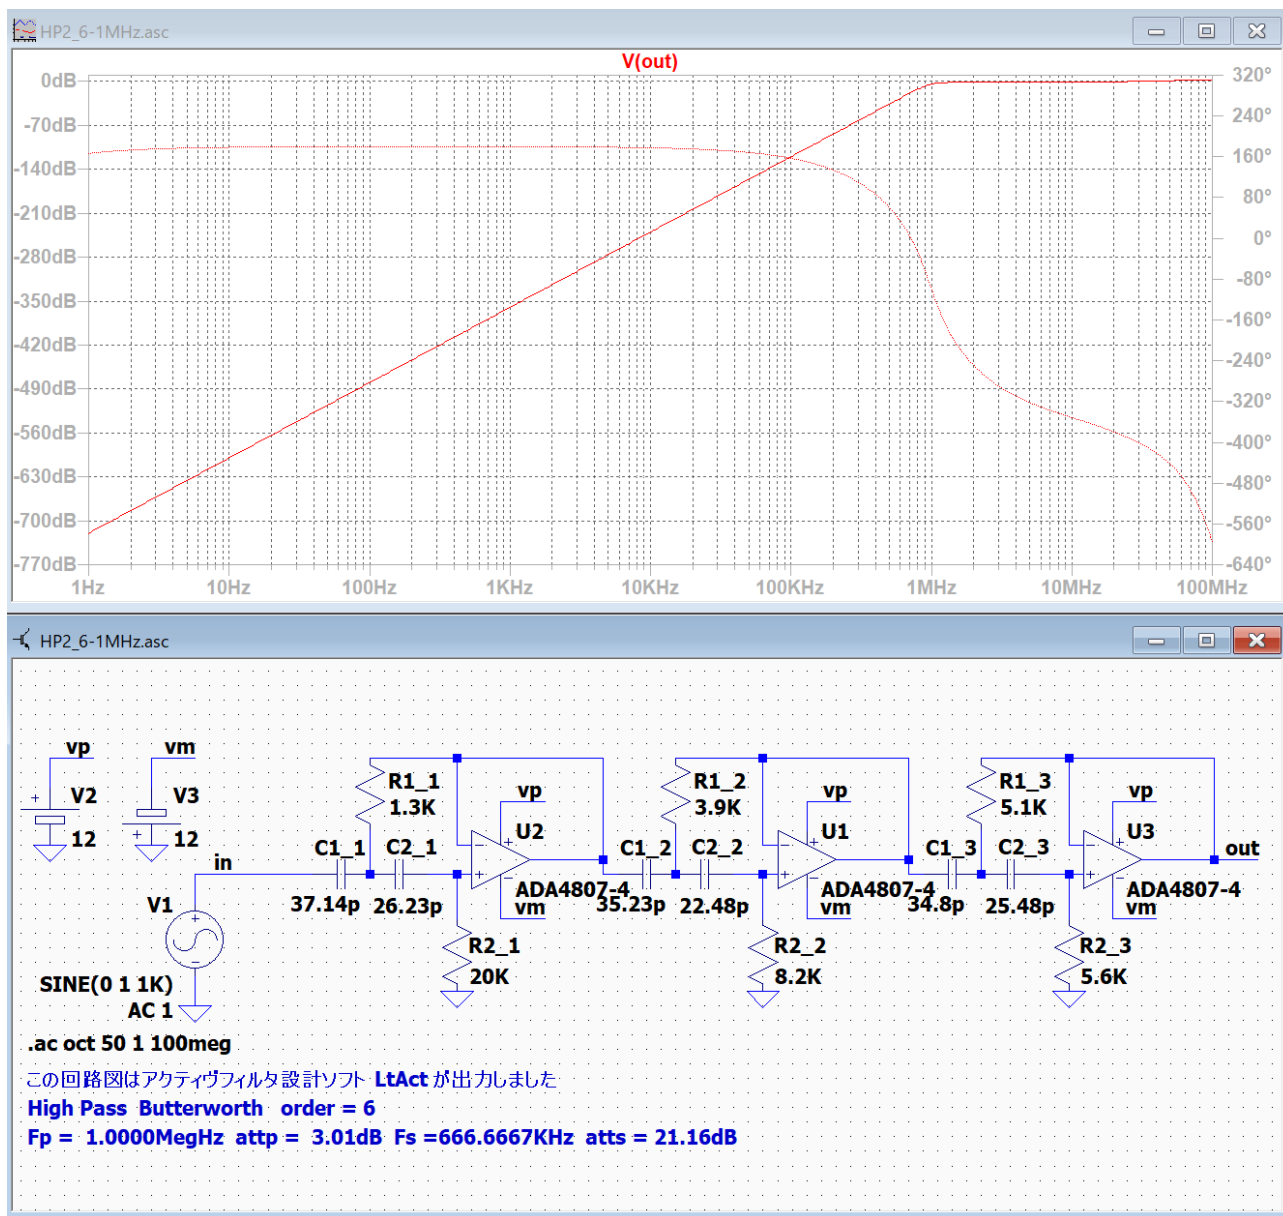 HP2_6-1MHz.asc
V(out)
0dB
-70dB
-140dB
-210dB
-280dB
-350dB
-420dB
-490dB
-560dB
-630dB
-700dB
-770dB
320°
240°
160°
80°
0°
-80°
-160°
-240°
-320°
-400°
-480°
-560°
-640°
1Hz 10Hz 100Hz 1KHz 10KHz 100KHz 1MHz 10MHz 100MHz
HP2_6-1MHz.asc
vp vm
V2 V3
12 12
R1_1 R1_2 R1_3
1.3K 3.9K 5.1K
vp vp vp
U2 U1 U3
C1_1 C2_1 C1_2 C2_2 C1_3 C2_3
in out
ADA4807-4 ADA4807-4 ADA4807-4
37.14p 26.23p 35.23p 22.48p 34.8p 25.48p
vm vm vm
V1
R2_1 R2_2 R2_3
20K 8.2K 5.6K
SINE(0 1 1K)
AC 1
.ac oct 50 1 100meg
この回路図はアクティヴフィルタ設計ソフト LtAct が出力しました
High Pass Butterworth order = 6
Fp = 1.0000MegHz attp = 3.01dB Fs =666.6667KHz atts = 21.16dB